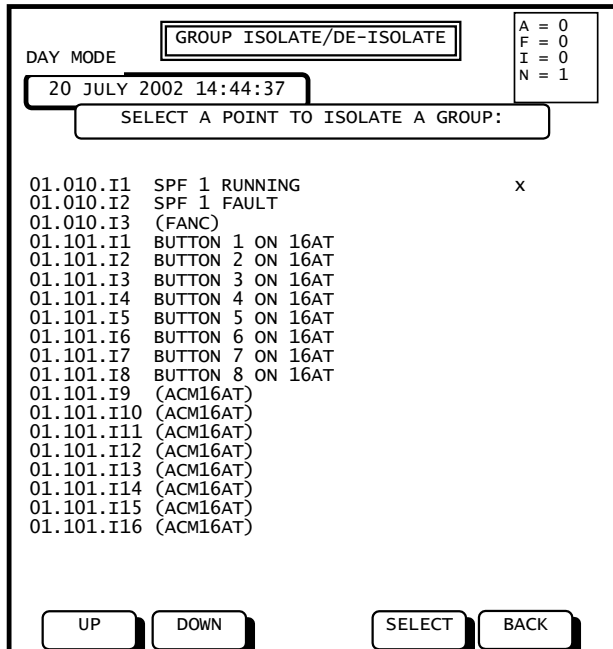 GROUP ISOLATE/DE-ISOLATE
A = 0
F = 0
I = 0
N = 1
DAY MODE
20 JULY 2002 14:44:37
SELECT A POINT TO ISOLATE A GROUP:
01.010.I1 SPF 1 RUNNING x
01.010.I2 SPF 1 FAULT
01.010.I3 (FANC)
01.101.I1 BUTTON 1 ON 16AT
01.101.I2 BUTTON 2 ON 16AT
01.101.I3 BUTTON 3 ON 16AT
01.101.I4 BUTTON 4 ON 16AT
01.101.I5 BUTTON 5 ON 16AT
01.101.I6 BUTTON 6 ON 16AT
01.101.I7 BUTTON 7 ON 16AT
01.101.I8 BUTTON 8 ON 16AT
01.101.I9 (ACM16AT)
01.101.I10 (ACM16AT)
01.101.I11 (ACM16AT)
01.101.I12 (ACM16AT)
01.101.I13 (ACM16AT)
01.101.I14 (ACM16AT)
01.101.I15 (ACM16AT)
01.101.I16 (ACM16AT)
UP DOWN SELECT BACK